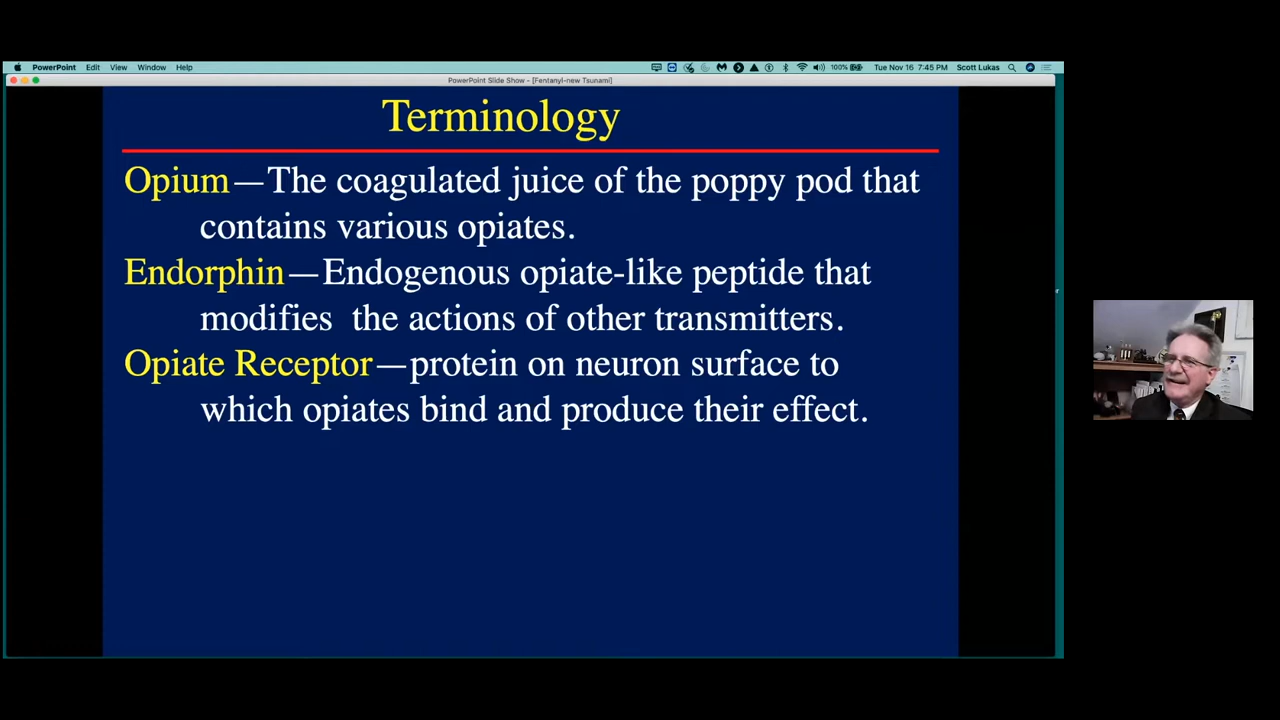 PowerPoint Edit View Window Help 100% Tue Nov 16 7:45 PM Scott Lukas
PowerPoint Slide Show - [Fentanyl-new Tsunami]
Terminology
Opium—The coagulated juice of the poppy pod that
contains various opiates.
Endorphin—Endogenous opiate-like peptide that
modifies the actions of other transmitters.
Opiate Receptor—protein on neuron surface to
which opiates bind and produce their effect.